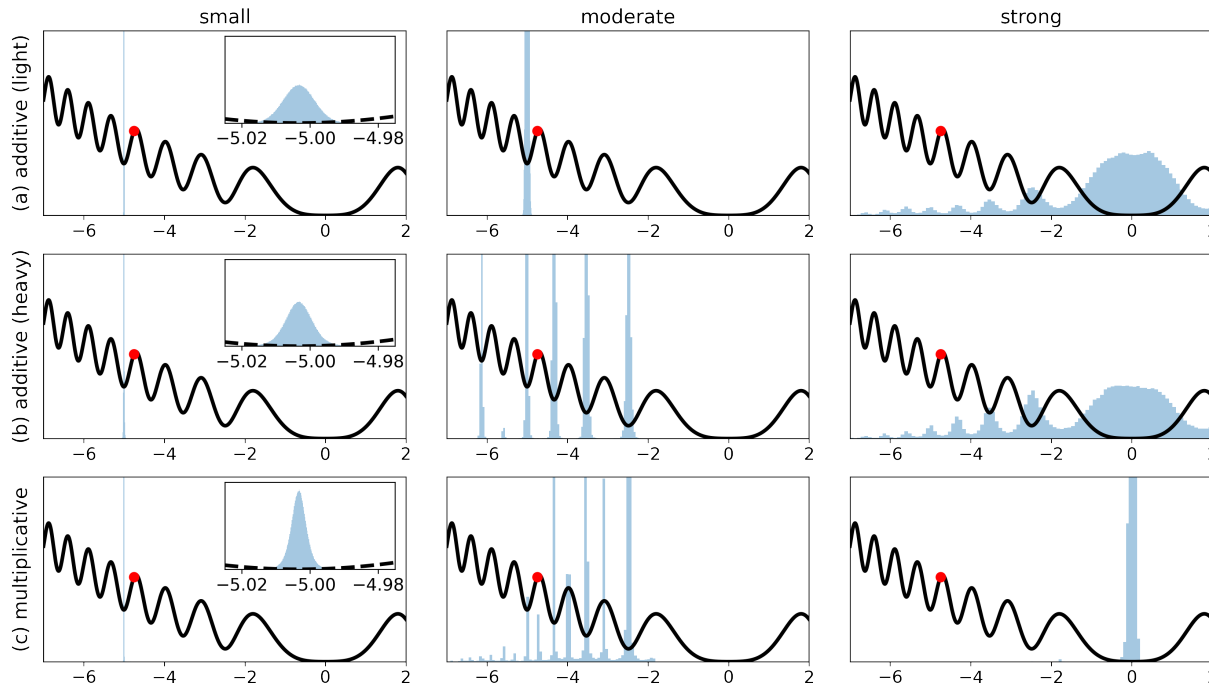 small moderate strong
(a) additive (light)
−5.02 −5.00 −4.98
−6 −4 −2 0 2
−6 −4 −2 0 2
−6 −4 −2 0 2
(b) additive (heavy)
−5.02 −5.00 −4.98
−6 −4 −2 0 2
−6 −4 −2 0 2
−6 −4 −2 0 2
(c) multiplicative
−5.02 −5.00 −4.98
−6 −4 −2 0 2
−6 −4 −2 0 2
−6 −4 −2 0 2